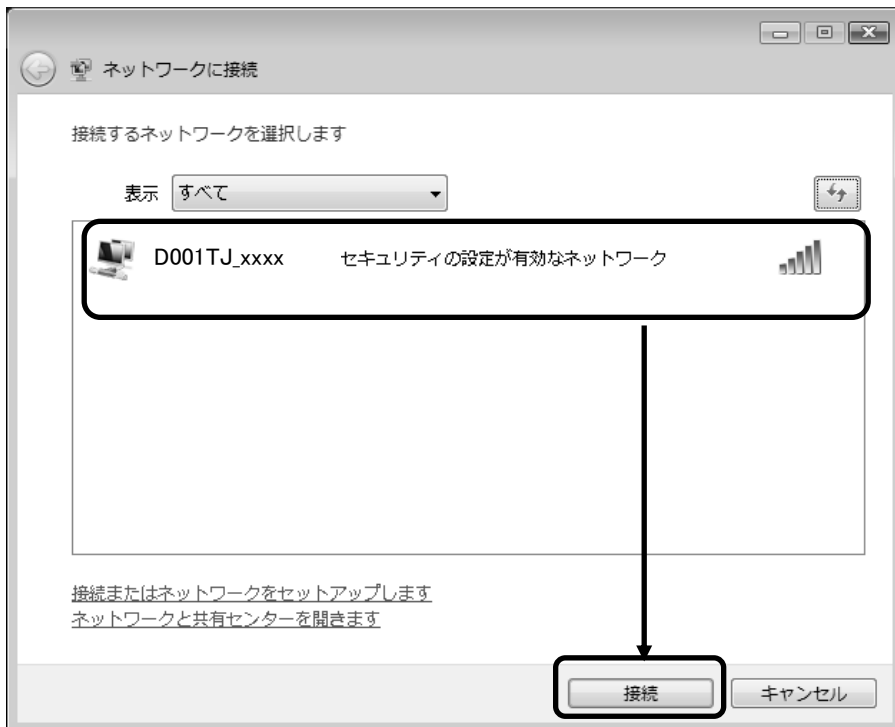 ネットワークに接続
接続するネットワークを選択します
表示 すべて
D001TJ_xxxx セキュリティの設定が有効なネットワーク
接続またはネットワークをセットアップします
ネットワークと共有センターを開きます
接続 キャンセル